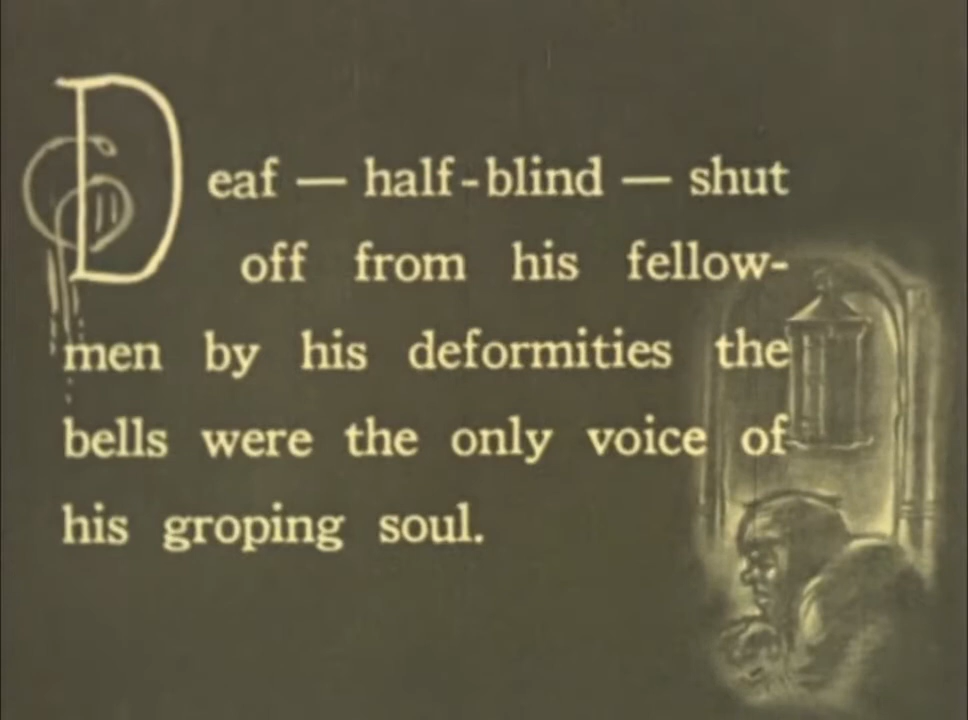 Deaf — half-blind — shut
off from his fellow-
men by his deformities the
bells were the only voice of
his groping soul.